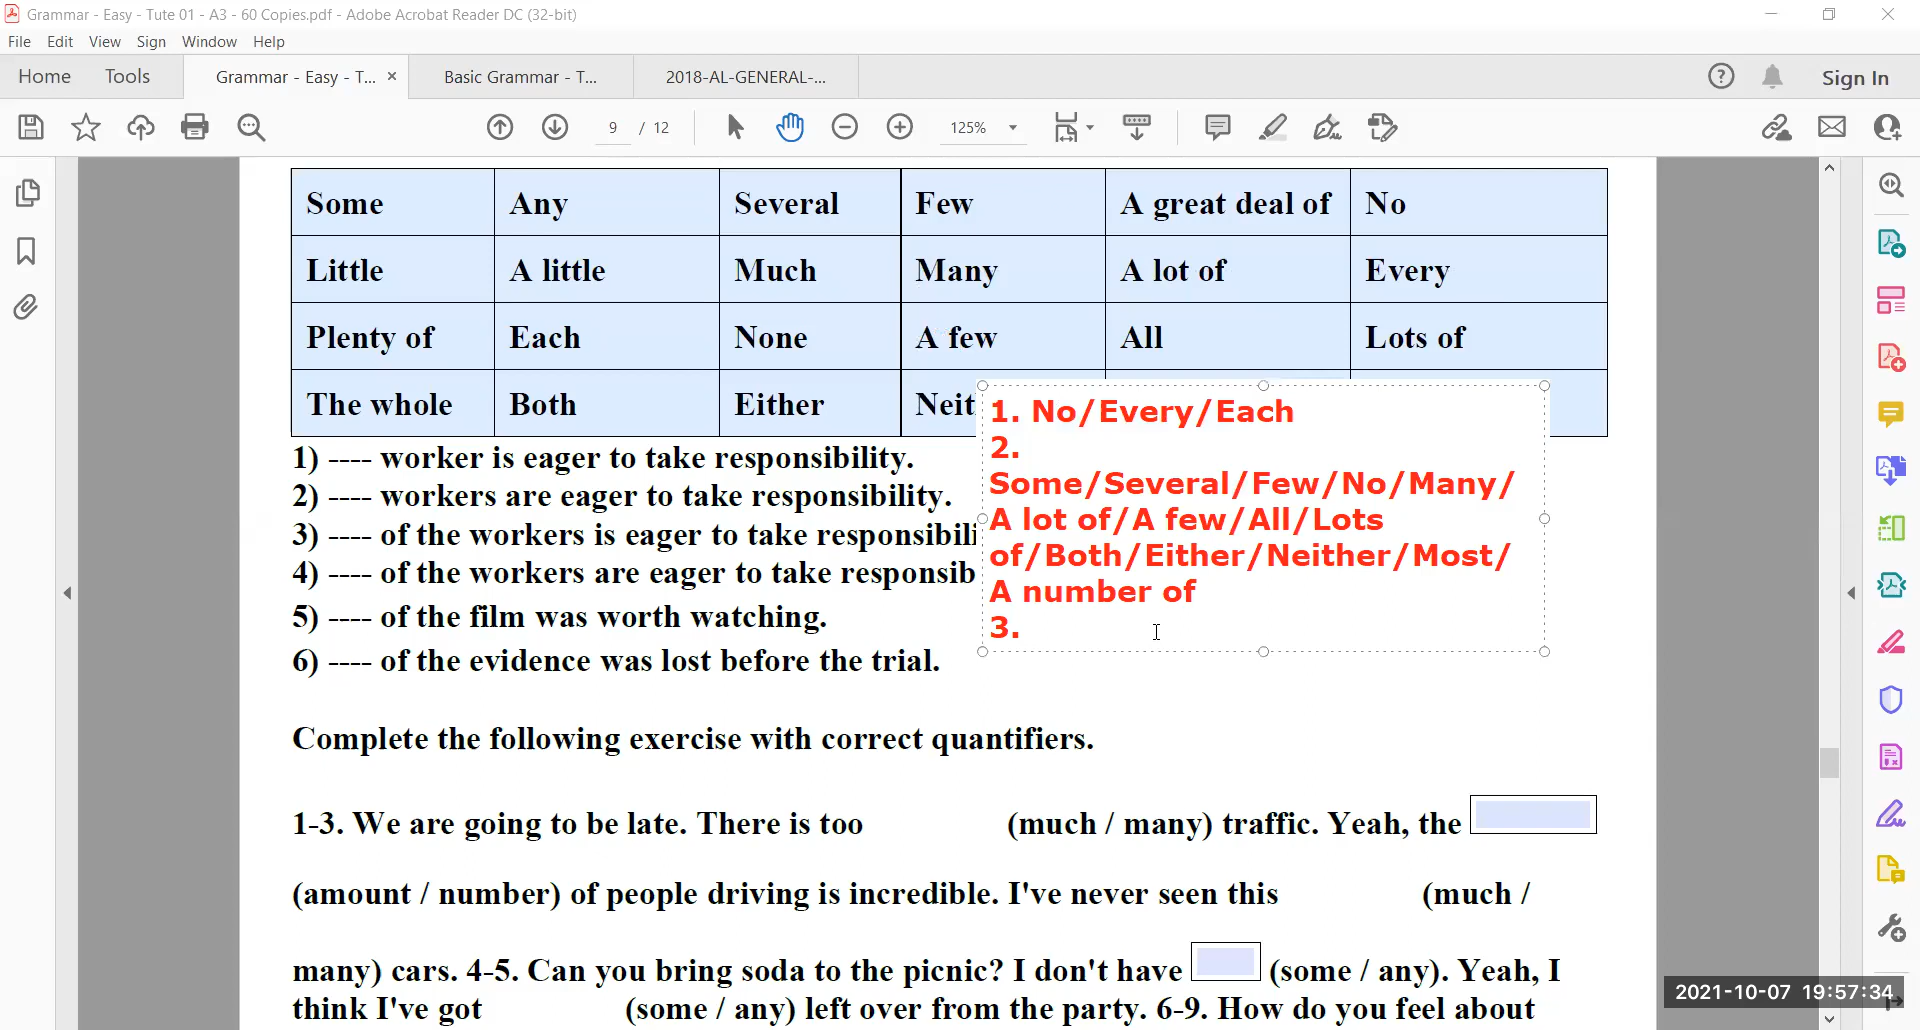 Grammar - Easy - Tute 01 - A3 - 60 Copies.pdf - Adobe Acrobat Reader DC (32-bit)
File Edit View Sign Window Help
Home Tools Grammar - Easy - T... × Basic Grammar - T... 2018-AL-GENERAL-... Sign In
9 / 12 125%
Some Any Several Few A great deal of No
Little A little Much Many A lot of Every
Plenty of Each None A few All Lots of
The whole Both Either
1. No/Every/Each
2.
Some/Several/Few/No/Many/
A lot of/A few/All/Lots
of/Both/Either/Neither/Most/
A number of
3.
1) ---- worker is eager to take responsibility.
2) ---- workers are eager to take responsibility.
3) ---- of the workers is eager to take responsibili
4) ---- of the workers are eager to take responsib
5) ---- of the film was worth watching.
6) ---- of the evidence was lost before the trial.
Complete the following exercise with correct quantifiers.
1-3. We are going to be late. There is too (much / many) traffic. Yeah, the
(amount / number) of people driving is incredible. I've never seen this (much /
many) cars. 4-5. Can you bring soda to the picnic? I don't have (some / any). Yeah, I
think I've got (some / any) left over from the party. 6-9. How do you feel about
2021-10-07 19:57:34